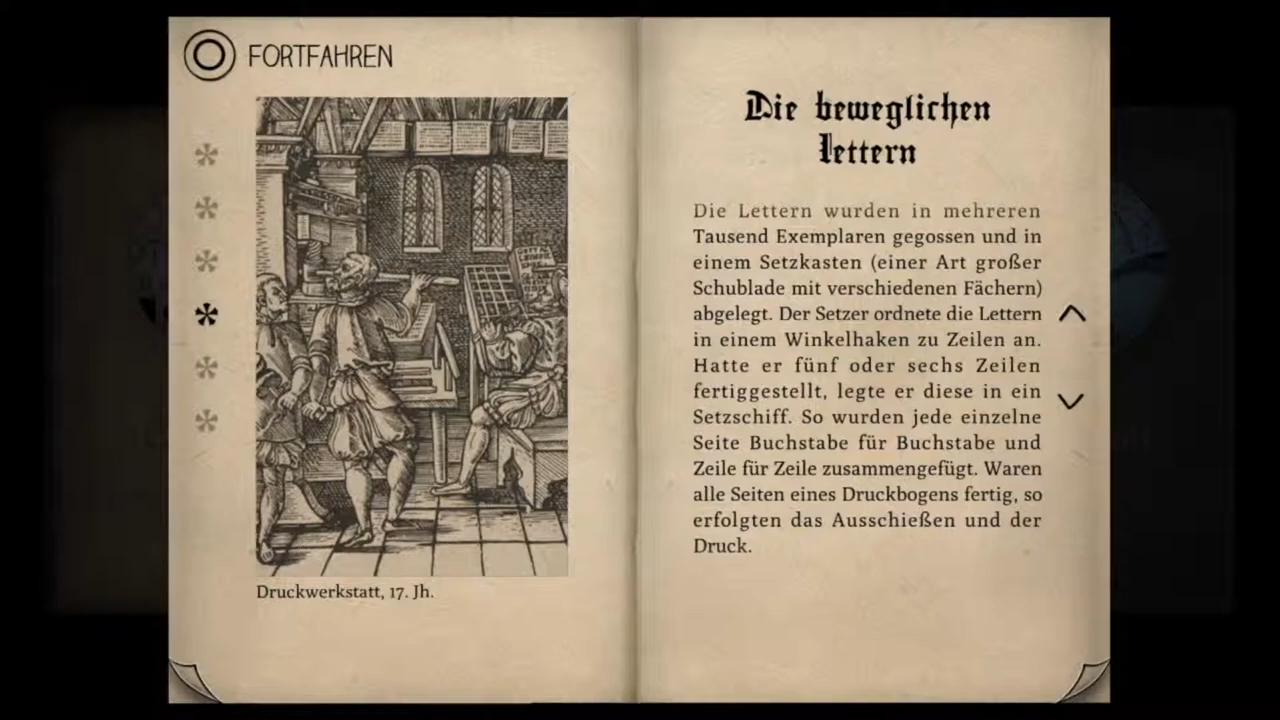 FORTFAHREN
Druckwerkstatt, 17. Jh.
Die beweglichen
lettern
Die Lettern wurden in mehreren
Tausend Exemplaren gegossen und in
einem Setzkasten (einer Art großer
Schublade mit verschiedenen Fächern)
abgelegt. Der Setzer ordnete die Lettern
in einem Winkelhaken zu Zeilen an.
Hatte er fünf oder sechs Zeilen
fertiggestellt, legte er diese in ein
Setzschiff. So wurden jede einzelne
Seite Buchstabe für Buchstabe und
Zeile für Zeile zusammengefügt. Waren
alle Seiten eines Druckbogens fertig, so
erfolgten das Ausschießen und der
Druck.